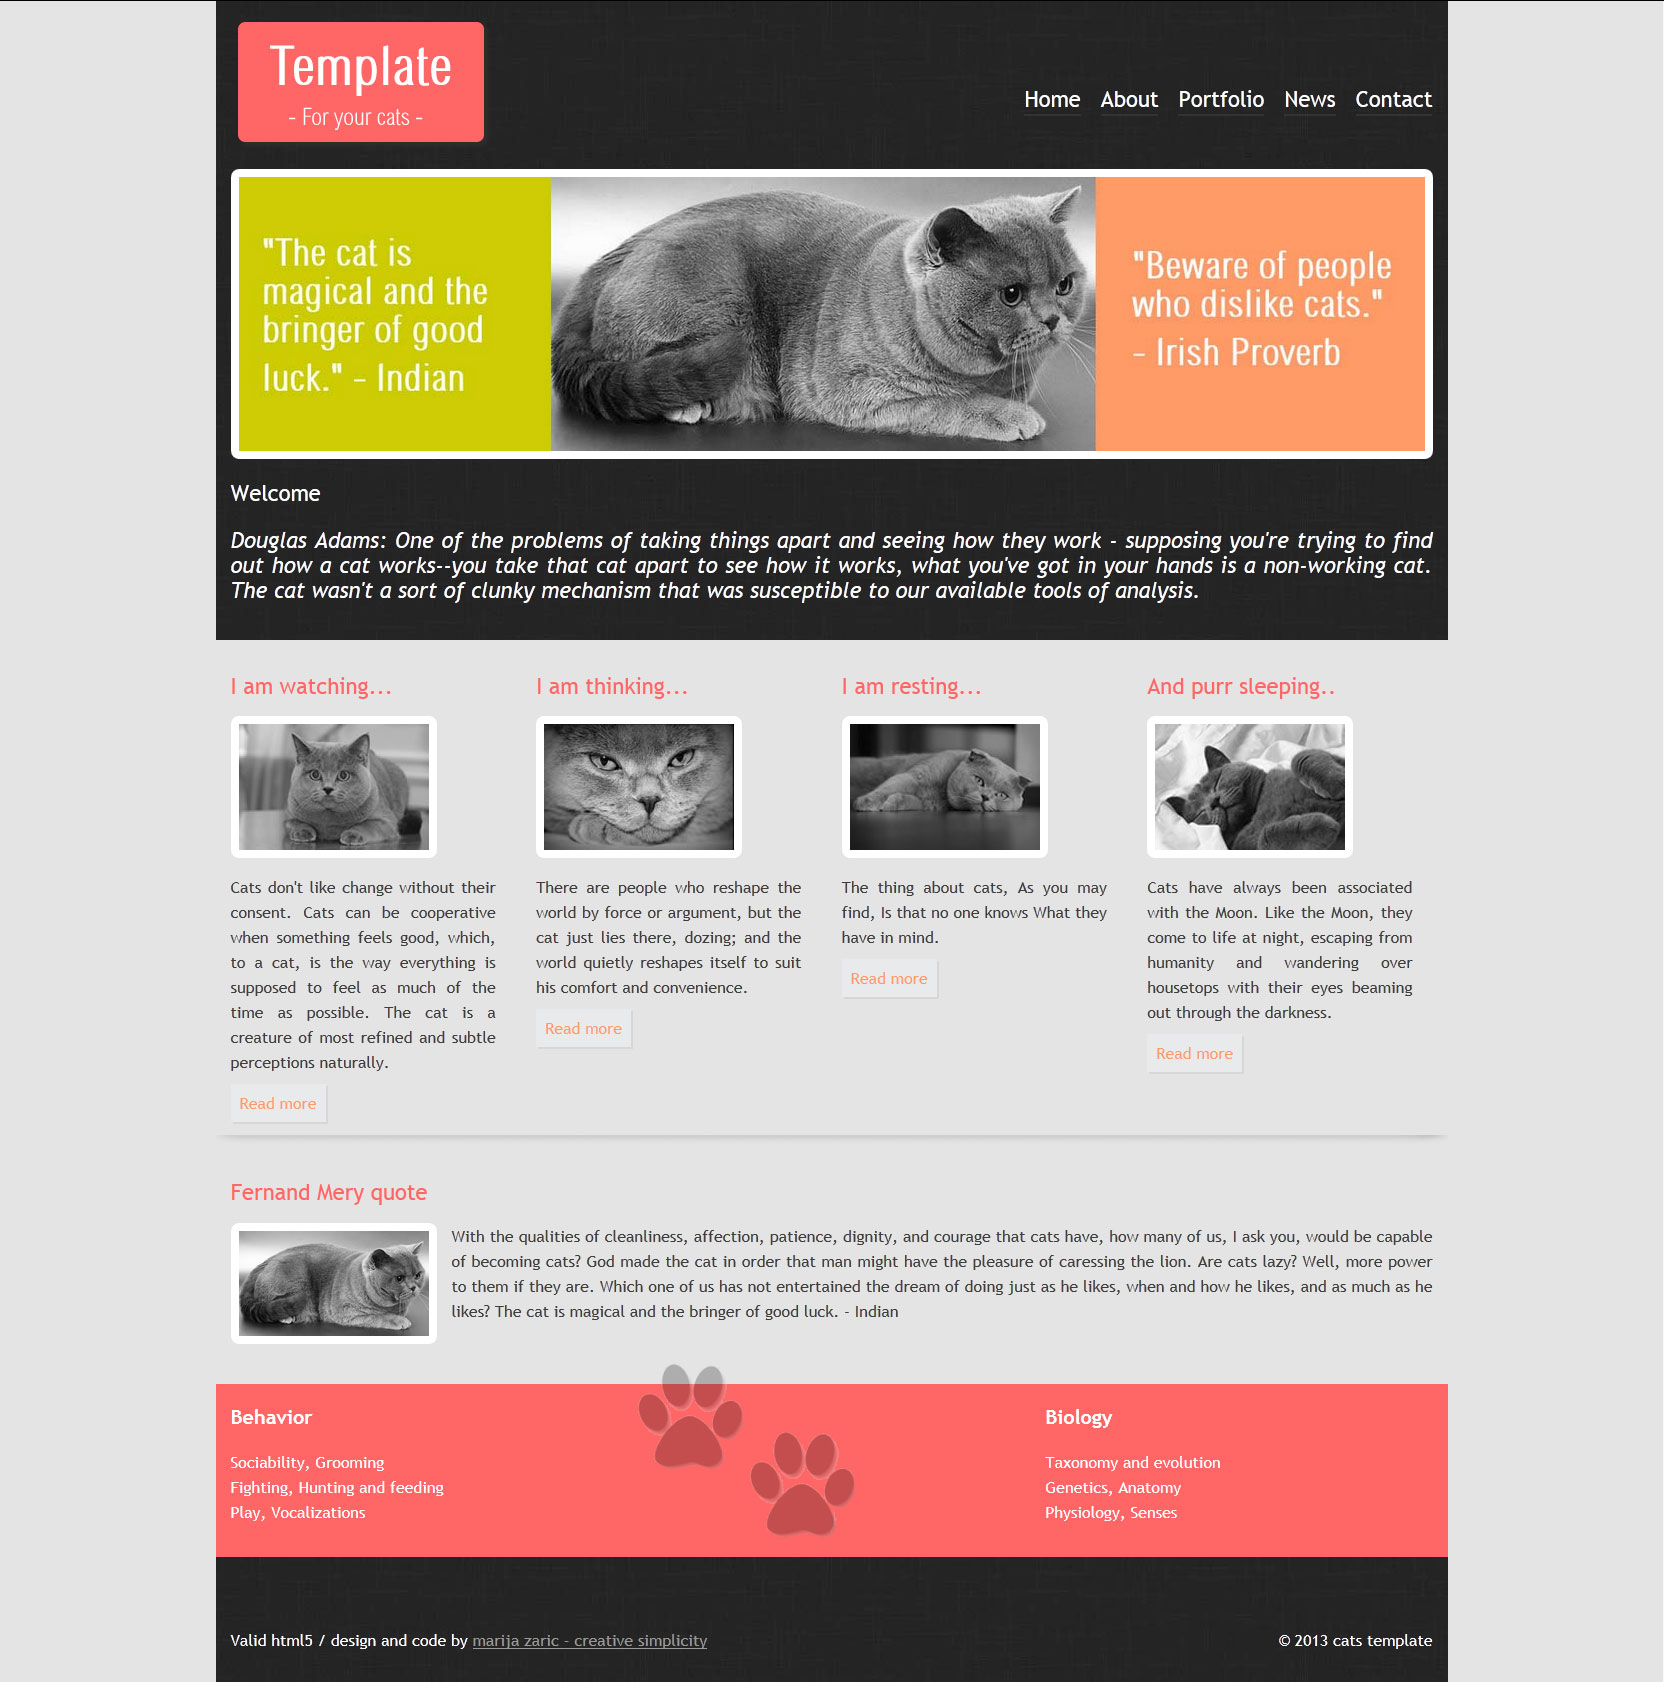 Template
- For your cats -
Home About Portfolio News Contact
"The cat is
magical and the
bringer of good
luck." - Indian
"Beware of people
who dislike cats."
- Irish Proverb
Welcome
Douglas Adams: One of the problems of taking things apart and seeing how they work - supposing you're trying to find
out how a cat works--you take that cat apart to see how it works, what you've got in your hands is a non-working cat.
The cat wasn't a sort of clunky mechanism that was susceptible to our available tools of analysis.
I am watching...
Cats don't like change without their
consent. Cats can be cooperative
when something feels good, which,
to a cat, is the way everything is
supposed to feel as much of the
time as possible. The cat is a
creature of most refined and subtle
perceptions naturally.
Read more
I am thinking...
There are people who reshape the
world by force or argument, but the
cat just lies there, dozing; and the
world quietly reshapes itself to suit
his comfort and convenience.
Read more
I am resting...
The thing about cats, As you may
find, Is that no one knows What they
have in mind.
Read more
And purr sleeping..
Cats have always been associated
with the Moon. Like the Moon, they
come to life at night, escaping from
humanity and wandering over
housetops with their eyes beaming
out through the darkness.
Read more
Fernand Mery quote
With the qualities of cleanliness, affection, patience, dignity, and courage that cats have, how many of us, I ask you, would be capable
of becoming cats? God made the cat in order that man might have the pleasure of caressing the lion. Are cats lazy? Well, more power
to them if they are. Which one of us has not entertained the dream of doing just as he likes, when and how he likes, and as much as he
likes? The cat is magical and the bringer of good luck. - Indian
Behavior
Sociability, Grooming
Fighting, Hunting and feeding
Play, Vocalizations
Biology
Taxonomy and evolution
Genetics, Anatomy
Physiology, Senses
Valid html5 / design and code by marija zaric - creative simplicity
© 2013 cats template